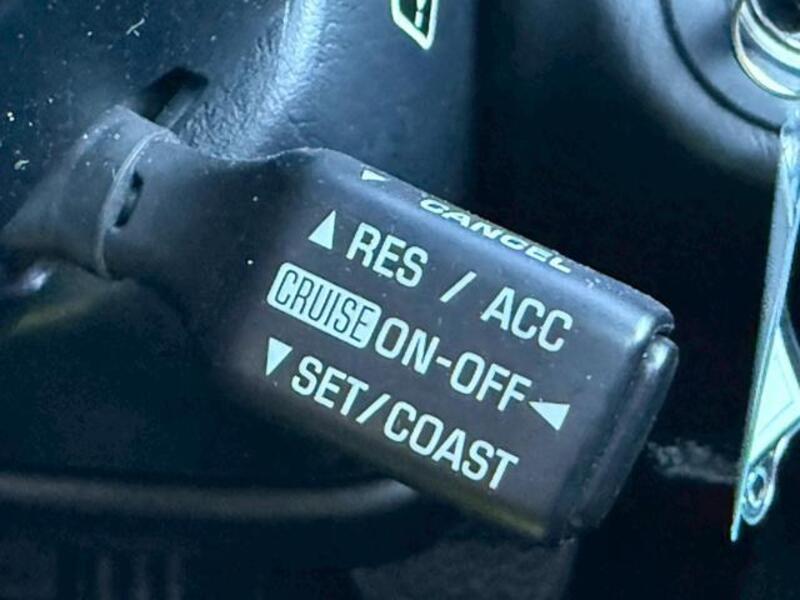 CANCEL
RES / ACC
CRUISE ON-OFF
SET/COAST